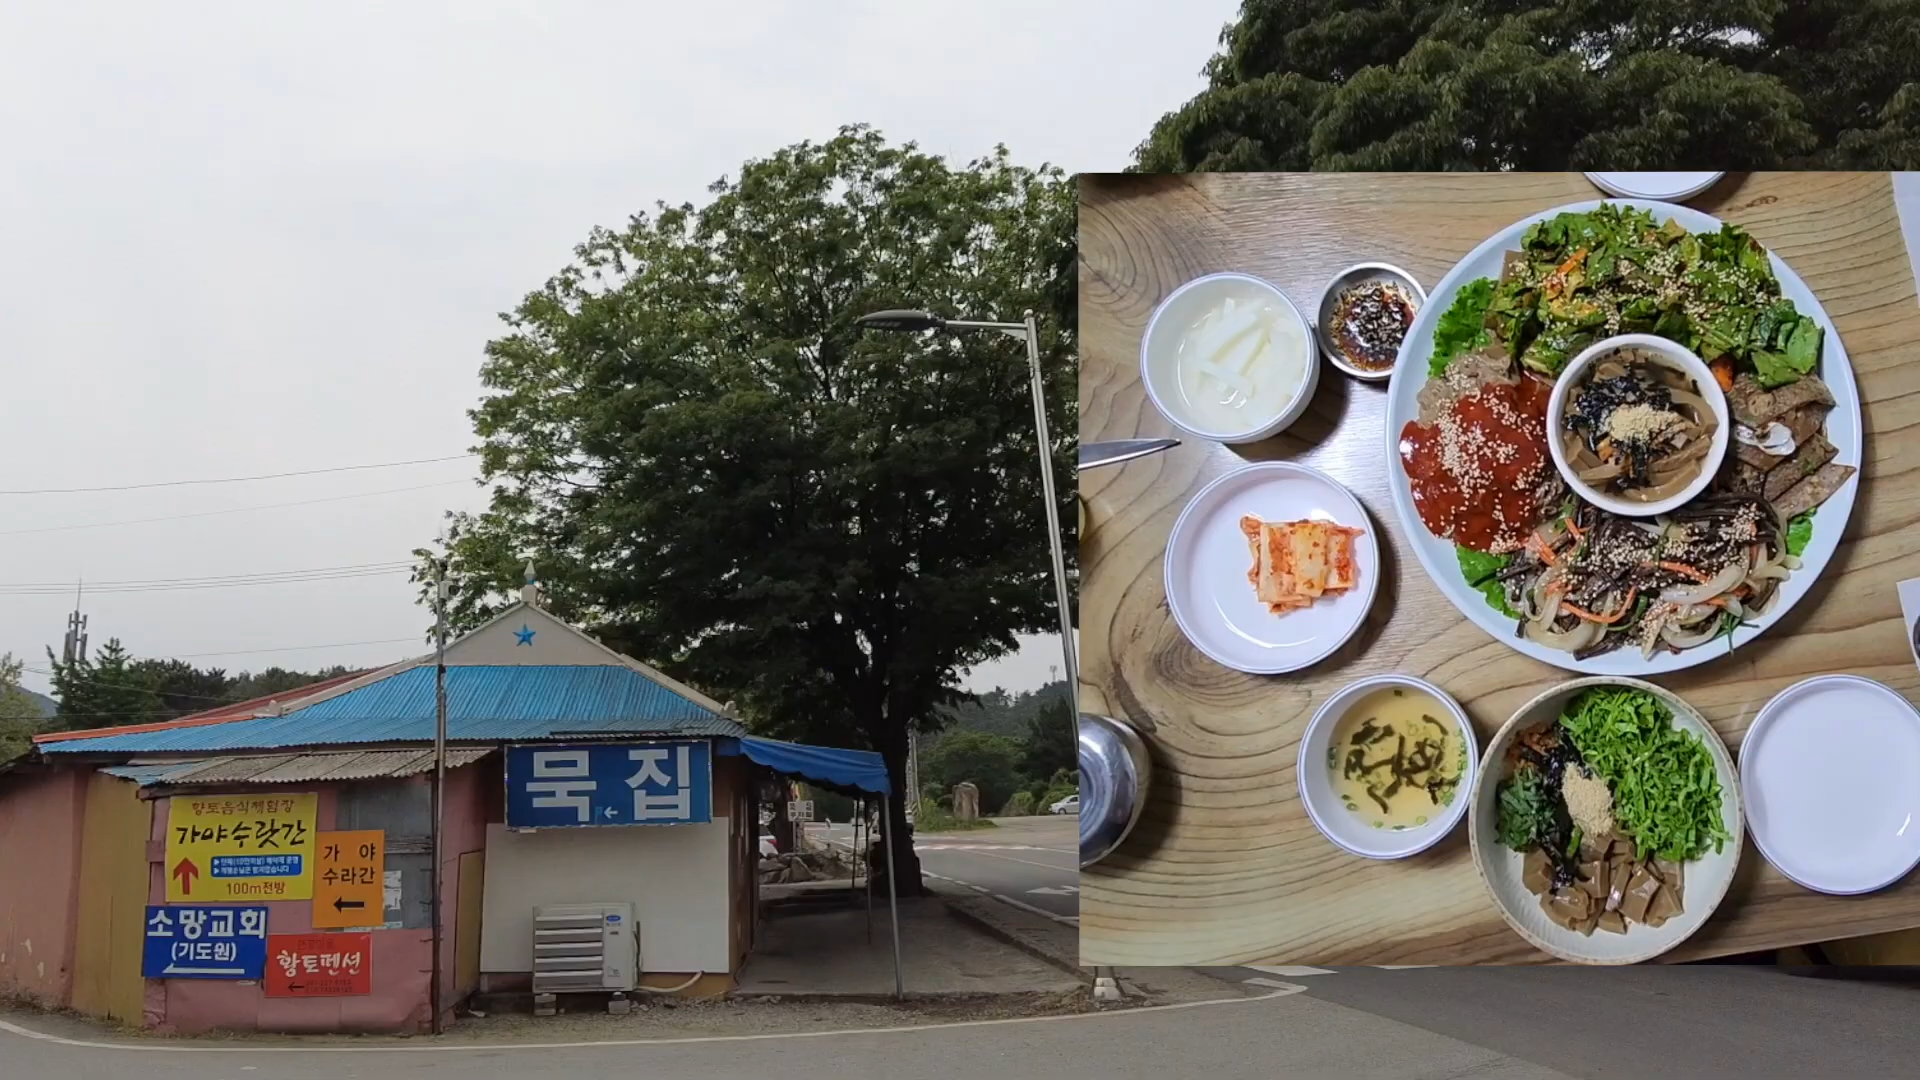 묵집
←
향토음식체험장
가야수랏간
100m전방
가야
수라간
소망교회
(기도원)
황토펜션